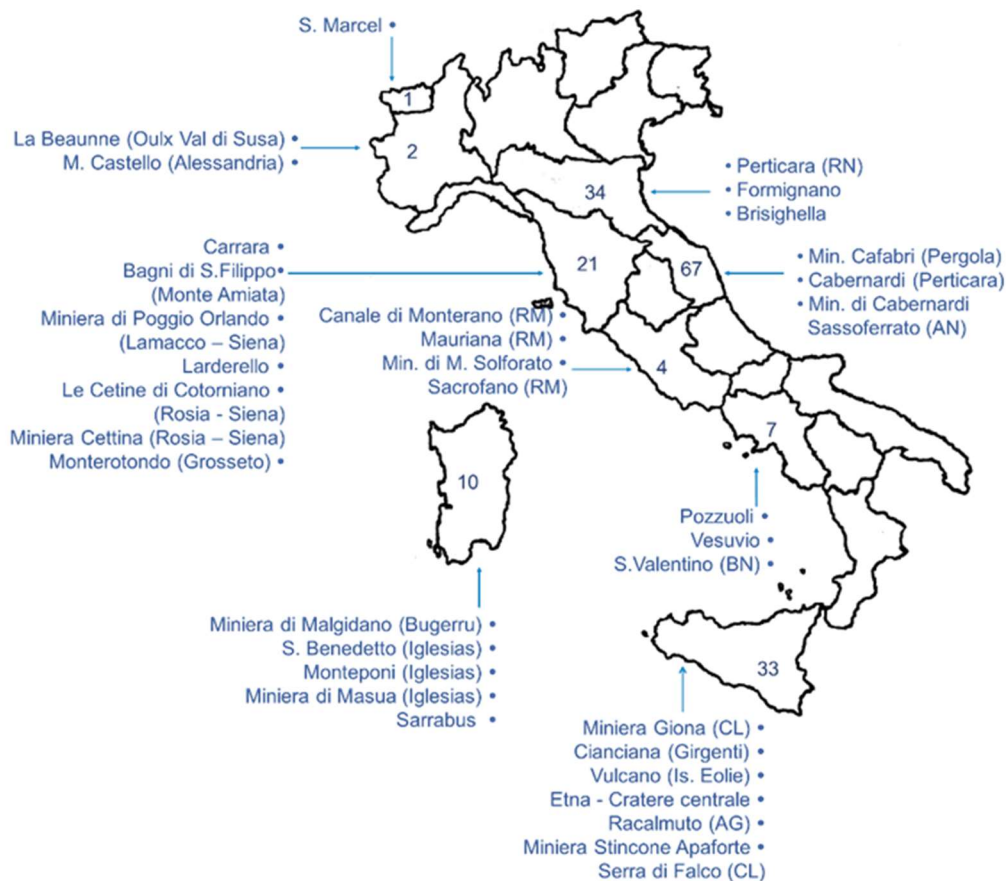 S. Marcel •
1
La Beaunne (Oulx Val di Susa) •
M. Castello (Alessandria) •
2
34
• Perticara (RN)
• Formignano
• Brisighella
Carrara •
Bagni di S.Filippo•
(Monte Amiata)
Miniera di Poggio Orlando •
(Lamacco – Siena)
Larderello •
Le Cetine di Cotorniano •
(Rosia - Siena)
Miniera Cettina (Rosia – Siena)
Monterotondo (Grosseto) •
21
67
• Min. Cafabri (Pergola)
• Cabernardi (Perticara)
• Min. di Cabernardi
Sassoferrato (AN)
Canale di Monterano (RM)•
Mauriana (RM) •
Min. di M. Solforato •
Sacrofano (RM)
4
7
Pozzuoli •
Vesuvio •
S.Valentino (BN) •
10
Miniera di Malgidano (Bugerru) •
S. Benedetto (Iglesias) •
Monteponi (Iglesias) •
Miniera di Masua (Iglesias) •
Sarrabus •
33
Miniera Giona (CL) •
Cianciana (Girgenti) •
Vulcano (Is. Eolie) •
Etna - Cratere centrale •
Racalmuto (AG) •
Miniera Stincone Apaforte •
Serra di Falco (CL)